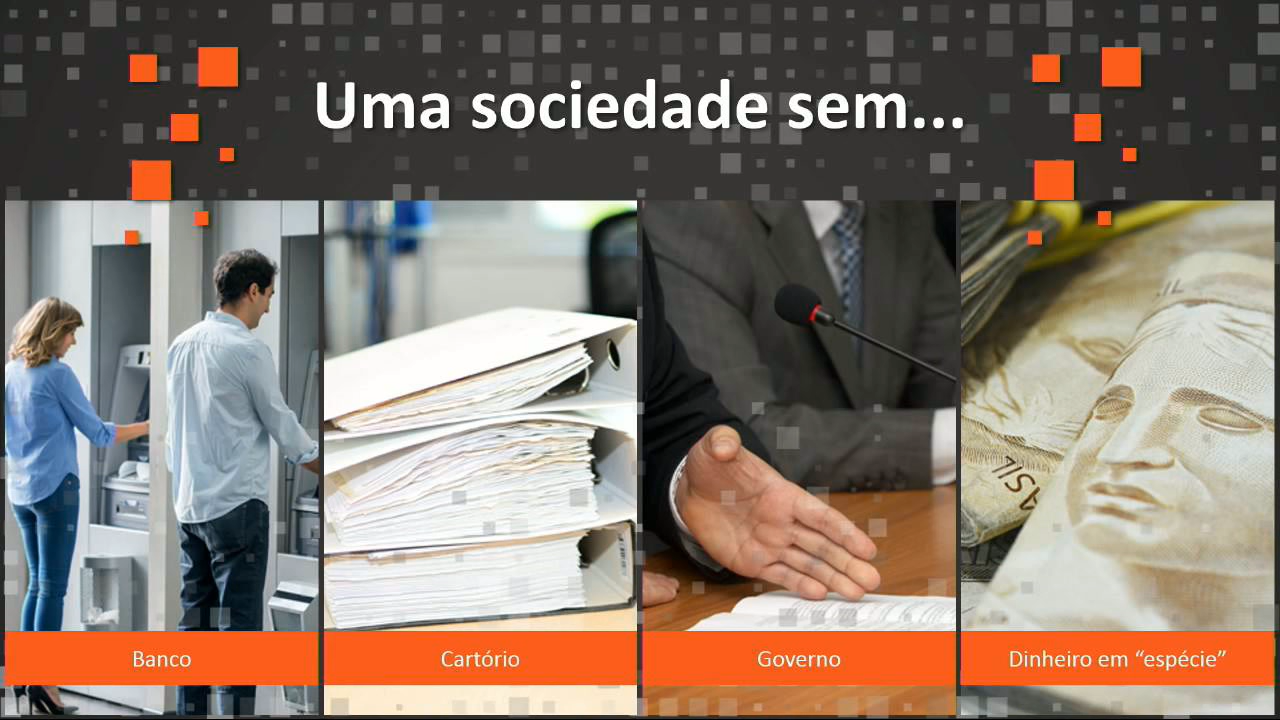 Uma sociedade sem...
Banco
Cartório
Governo
Dinheiro em “espécie”